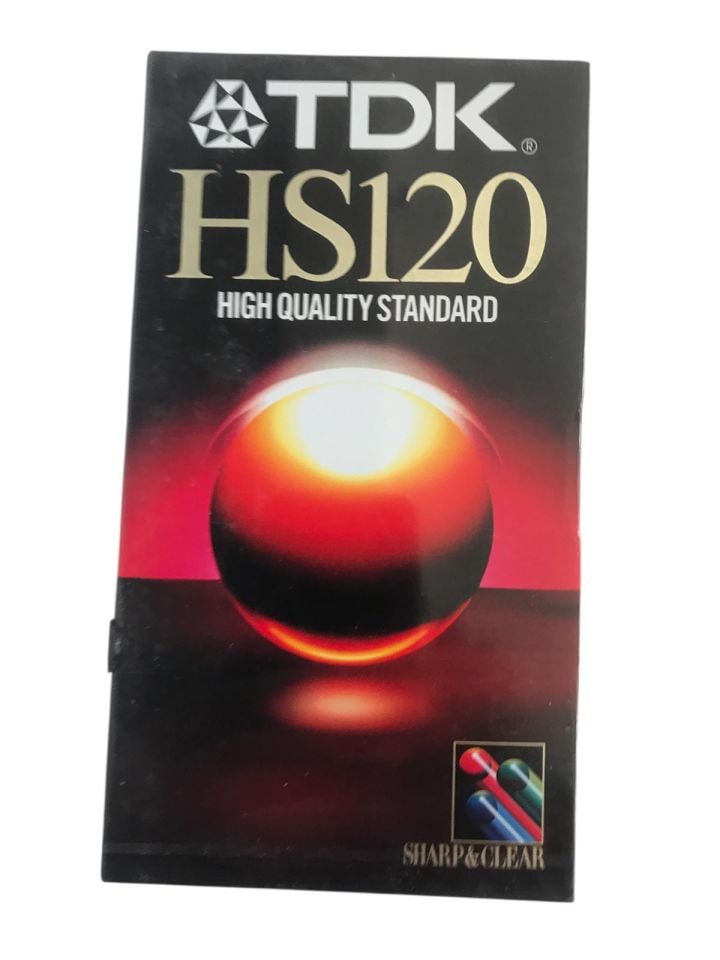 TDK®
HS120
HIGH QUALITY STANDARD
SHARP&CLEAR